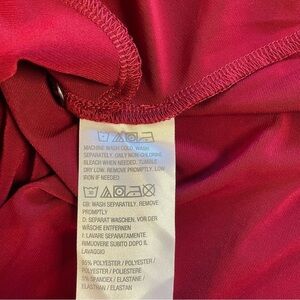 MACHINE WASH COLD. WASH
SEPARATELY. ONLY NON-CHLORINE
BLEACH WHEN NEEDED. TUMBLE
DRY LOW. REMOVE PROMPTLY. LOW
IRON IF NEEDED
GB: WASH SEPARATELY. REMOVE
PROMPTLY
D: SEPARAT WASCHEN. VOR DER
WÄSCHE ENTFERNEN
I: LAVARE SEPARATAMENTE.
RIMUOVERE SUBITO DOPO IL
LAVAGGIO
95% POLYESTER / POLYESTER
/ POLYESTER / POLIESTERE
5% SPANDEX / ELASTANE /
ELASTHAN / ELASTAN